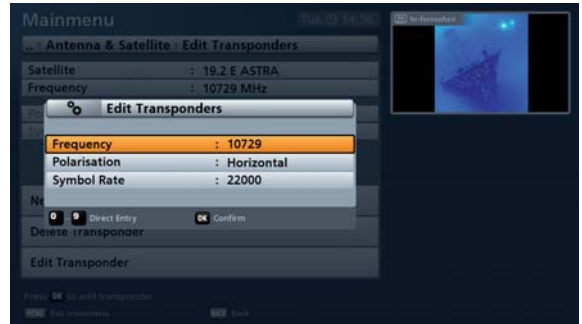 Mainmenu
Tue 14:56
br-fernsehen
.. Antenna & Satellite Edit Transponders
Satellite : 19.2 E ASTRA
Frequency : 10729 MHz
Edit Transponders
Frequency : 10729
Polarisation : Horizontal
Symbol Rate : 22000
0 9 Direct Entry OK Confirm
Delete Transponder
Edit Transponder
Press OK to edit transponder
MENU Exit mainmenu BACK Back